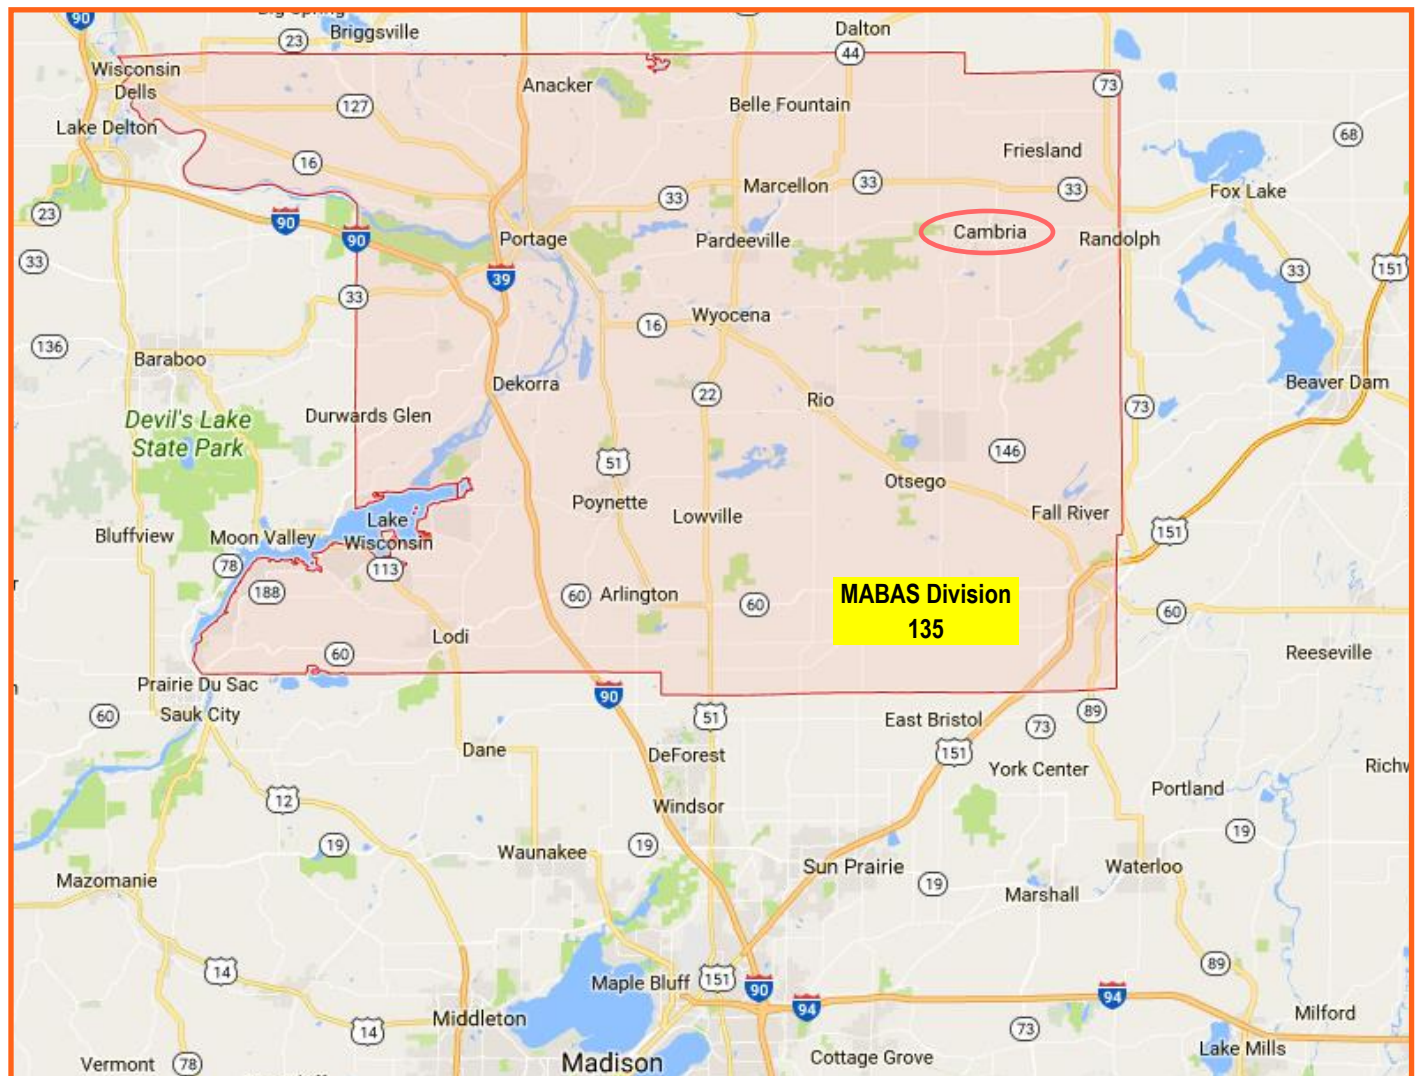 Briggsville
Dalton
90
23
44
Wisconsin
Dells
Anacker
73
127
Belle Fountain
Lake Delton
68
16
Friesland
Marcellon
33
33
33
Fox Lake
23
90
90
Portage
Pardeeville
Cambria
Randolph
33
39
33
151
33
16
Wyocena
136
Baraboo
Dekorra
Beaver Dam
22
Rio
73
Devil's Lake
State Park
Durwards Glen
146
51
Otsego
Poynette
Lowville
Fall River
Lake
Wisconsin
Bluffview
Moon Valley
151
78
113
188
60
Arlington
60
MABAS Division
135
60
Lodi
60
Reeseville
Prairie Du Sac
90
Sauk City
60
51
East Bristol
73
89
Dane
DeForest
151
York Center
Portland
12
Windsor
19
Waunakee
19
19
Sun Prairie
Waterloo
Mazomanie
19
Marshall
14
Maple Bluff
151
90
89
94
94
Middleton
14
73
Milford
Vermont
78
Madison
Cottage Grove
Lake Mills